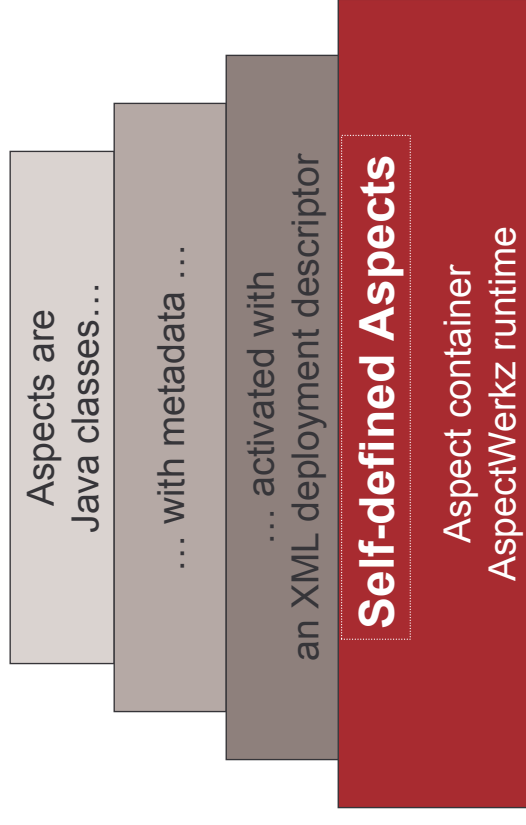 Aspects are
Java classes…
… with metadata …
… activated with
an XML deployment descriptor
Self-defined Aspects
Aspect container
AspectWerkz runtime